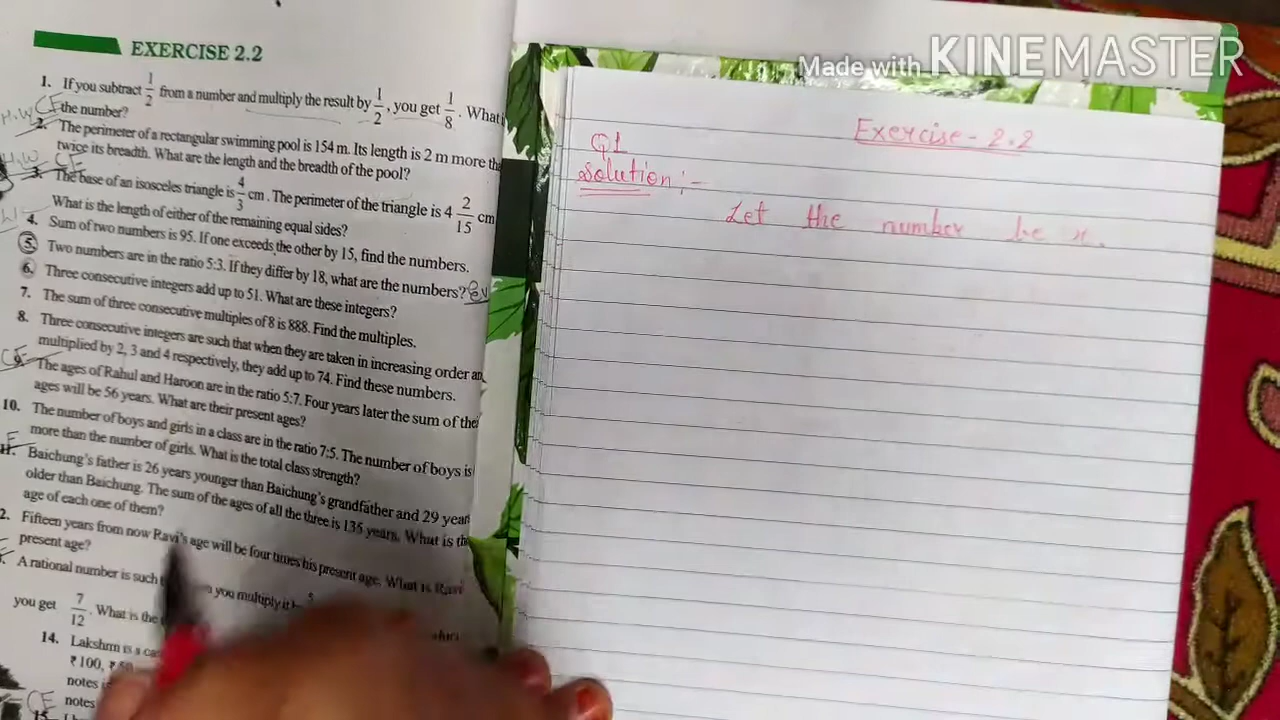 Made with KINEMASTER
EXERCISE 2.2
1. If you subtract 1/2 from a number and multiply the result by 1/2, you get 1/8. What
the number?
H.W CE
2. The perimeter of a rectangular swimming pool is 154 m. Its length is 2 m more
twice its breadth. What are the length and the breadth of the pool?
H.W CE
3. The base of an isosceles triangle is 4/3 cm. The perimeter of the triangle is 4 2/15 cm
What is the length of either of the remaining equal sides?
4. Sum of two numbers is 95. If one exceeds the other by 15, find the numbers.
5. Two numbers are in the ratio 5:3. If they differ by 18, what are the numbers?
6. Three consecutive integers add up to 51. What are these integers?
7. The sum of three consecutive multiples of 8 is 888. Find the multiples.
8. Three consecutive integers are such that when they are taken in increasing order
multiplied by 2, 3 and 4 respectively, they add up to 74. Find these numbers.
CE
The ages of Rahul and Haroon are in the ratio 5:7. Four years later the sum of
ages will be 56 years. What are their present ages?
10. The number of boys and girls in a class are in the ratio 7:5. The number of boys is
more than the number of girls. What is the total class strength?
Baichung's father is 26 years younger than Baichung's grandfather and 29
older than Baichung. The sum of the ages of all the three is 135 years. What is
age of each one of them?
2. Fifteen years from now Ravi's age will be four times his present age. What is
present age?
A rational number is such you multiply it
you get 7/12. What is the
14. Lakshmi is a
₹100,
notes
notes
CE
Exercise - 2.2
Q1
Solution :-
Let the number be x.